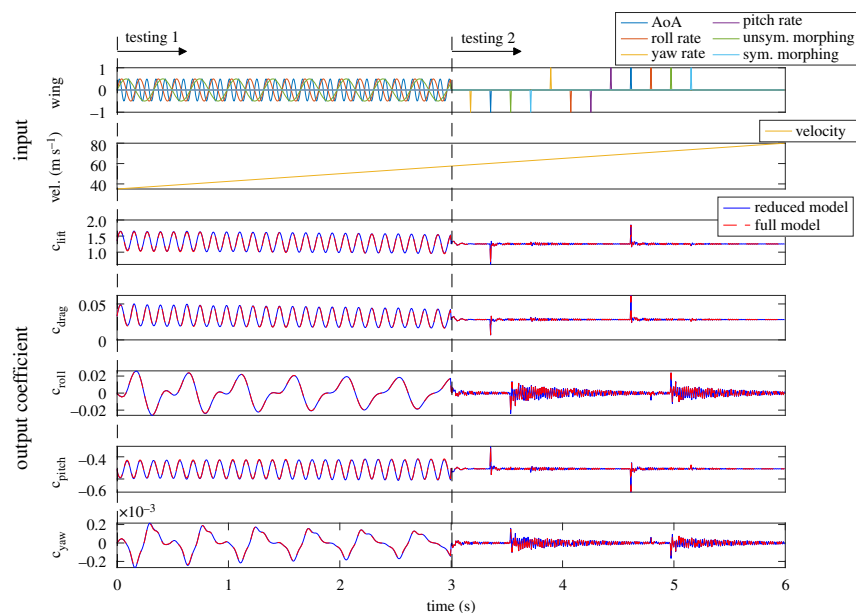 testing 1
testing 2
AoA
roll rate
yaw rate
pitch rate
unsym. morphing
sym. morphing
input
wing
1
0
−1
velocity
vel. (m s⁻¹)
80
60
40
reduced model
full model
output coefficient
c_lift
2.0
1.5
1.0
c_drag
0.05
0
c_roll
0.02
0
−0.02
c_pitch
−0.4
−0.6
×10⁻³
c_yaw
0.2
0
−0.2
0 1 2 3 4 5 6
time (s)